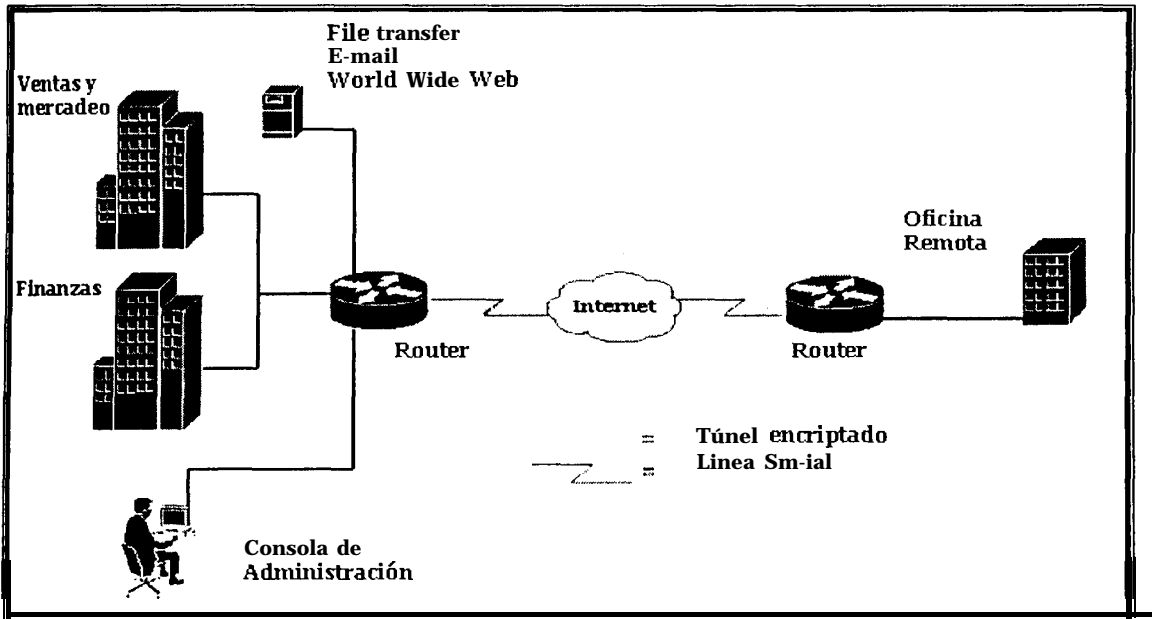 File transfer
E-mail
World Wide Web
Ventas y
mercadeo
Oficina
Remota
Finanzas
Internet
Router
Router
= Túnel encriptado
= Linea Sm-ial
Consola de
Administración